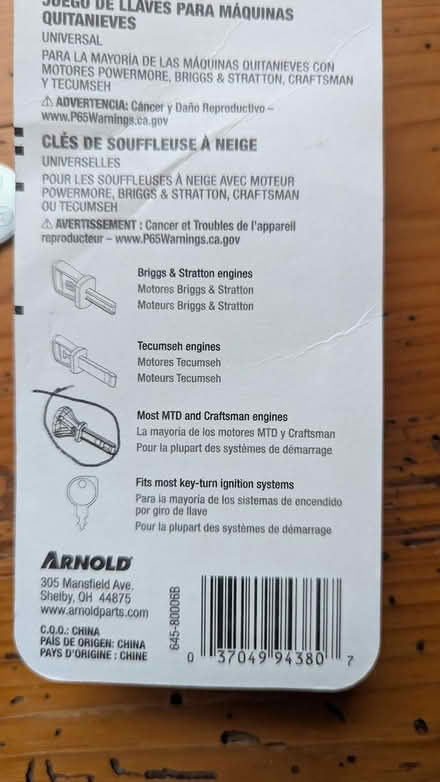 JUEGO DE LLAVES PARA MÁQUINAS
QUITANIEVES
UNIVERSAL
PARA LA MAYORÍA DE LAS MÁQUINAS QUITANIEVES CON
MOTORES POWERMORE, BRIGGS & STRATTON, CRAFTSMAN
Y TECUMSEH
⚠ ADVERTENCIA: Cáncer y Daño Reproductivo –
www.P65Warnings.ca.gov
CLÉS DE SOUFFLEUSE À NEIGE
UNIVERSELLES
POUR LES SOUFFLEUSES À NEIGE AVEC MOTEUR
POWERMORE, BRIGGS & STRATTON, CRAFTSMAN
OU TECUMSEH
⚠ AVERTISSEMENT : Cancer et Troubles de l'appareil
reproducteur – www.P65Warnings.ca.gov
Briggs & Stratton engines
Motores Briggs & Stratton
Moteurs Briggs & Stratton
Tecumseh engines
Motores Tecumseh
Moteurs Tecumseh
Most MTD and Craftsman engines
La mayoría de los motores MTD y Craftsman
Pour la plupart des systèmes de démarrage
Fits most key-turn ignition systems
Para la mayoría de los sistemas de encendido
por giro de llave
Pour la plupart des systèmes de démarrage
ARNOLD
305 Mansfield Ave.
Shelby, OH 44875
www.arnoldparts.com
C.O.O.: CHINA
PAÍS DE ORIGEN: CHINA
PAYS D'ORIGINE : CHINE
645-80006B
0 37049 94380 7